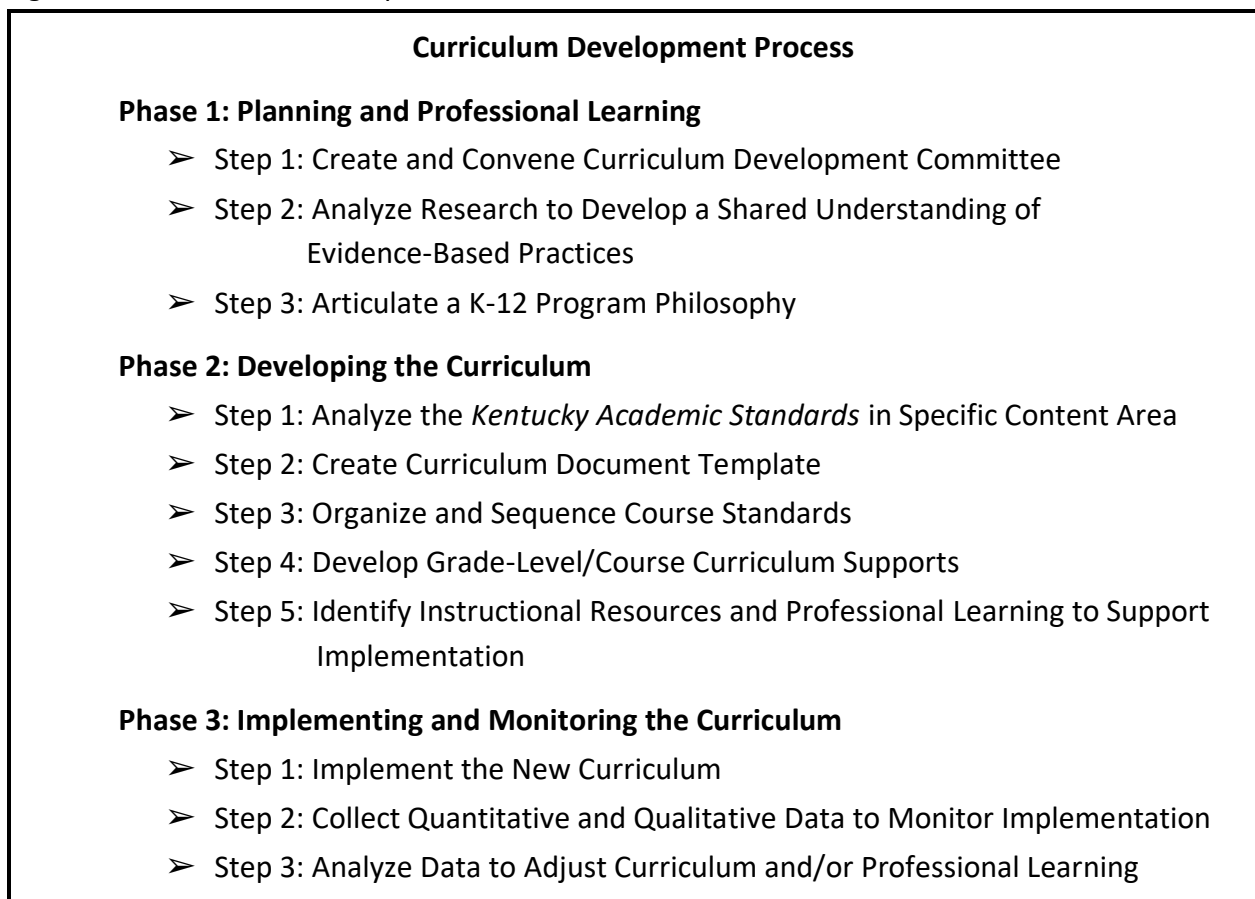 Curriculum Development Process
Phase 1: Planning and Professional Learning
➢ Step 1: Create and Convene Curriculum Development Committee
➢ Step 2: Analyze Research to Develop a Shared Understanding of
Evidence-Based Practices
➢ Step 3: Articulate a K-12 Program Philosophy
Phase 2: Developing the Curriculum
➢ Step 1: Analyze the Kentucky Academic Standards in Specific Content Area
➢ Step 2: Create Curriculum Document Template
➢ Step 3: Organize and Sequence Course Standards
➢ Step 4: Develop Grade-Level/Course Curriculum Supports
➢ Step 5: Identify Instructional Resources and Professional Learning to Support
Implementation
Phase 3: Implementing and Monitoring the Curriculum
➢ Step 1: Implement the New Curriculum
➢ Step 2: Collect Quantitative and Qualitative Data to Monitor Implementation
➢ Step 3: Analyze Data to Adjust Curriculum and/or Professional Learning